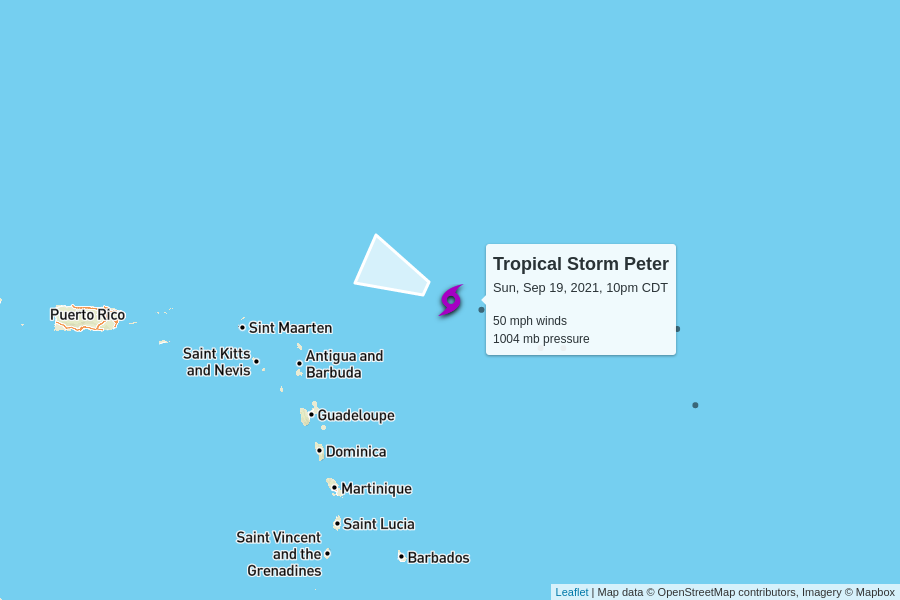 Tropical Storm Peter
Sun, Sep 19, 2021, 10pm CDT
50 mph winds
1004 mb pressure
Puerto Rico
Sint Maarten
Saint Kitts
and Nevis
Antigua and
Barbuda
Guadeloupe
Dominica
Martinique
Saint Lucia
Saint Vincent
and the
Grenadines
Barbados
Leaflet | Map data © OpenStreetMap contributors, Imagery © Mapbox